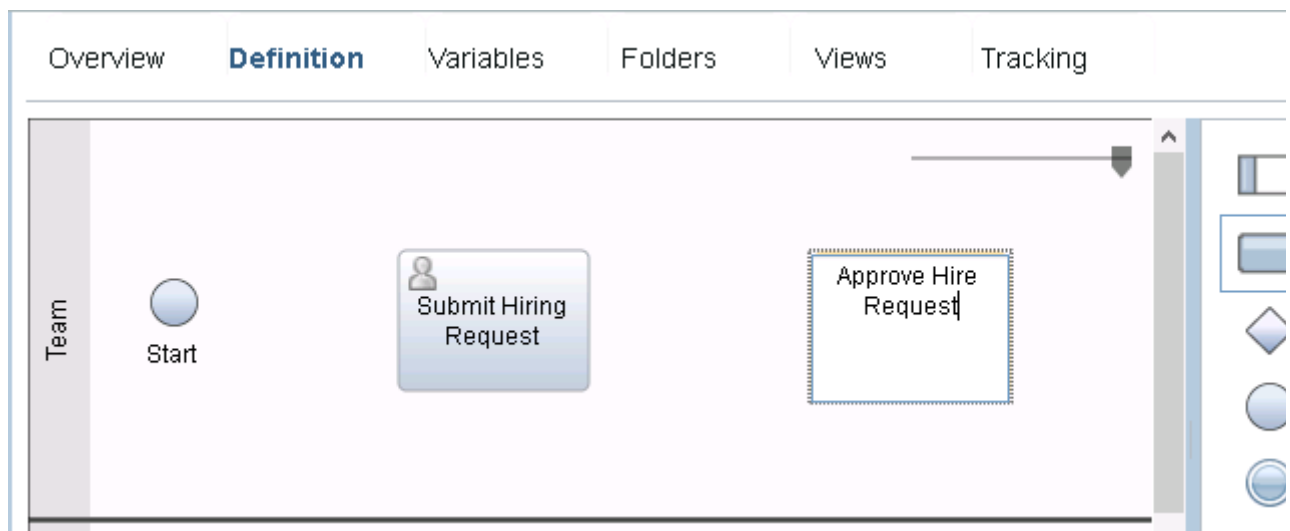 Overview Definition Variables Folders Views Tracking
Team
Start
Submit Hiring
Request
Approve Hire
Request